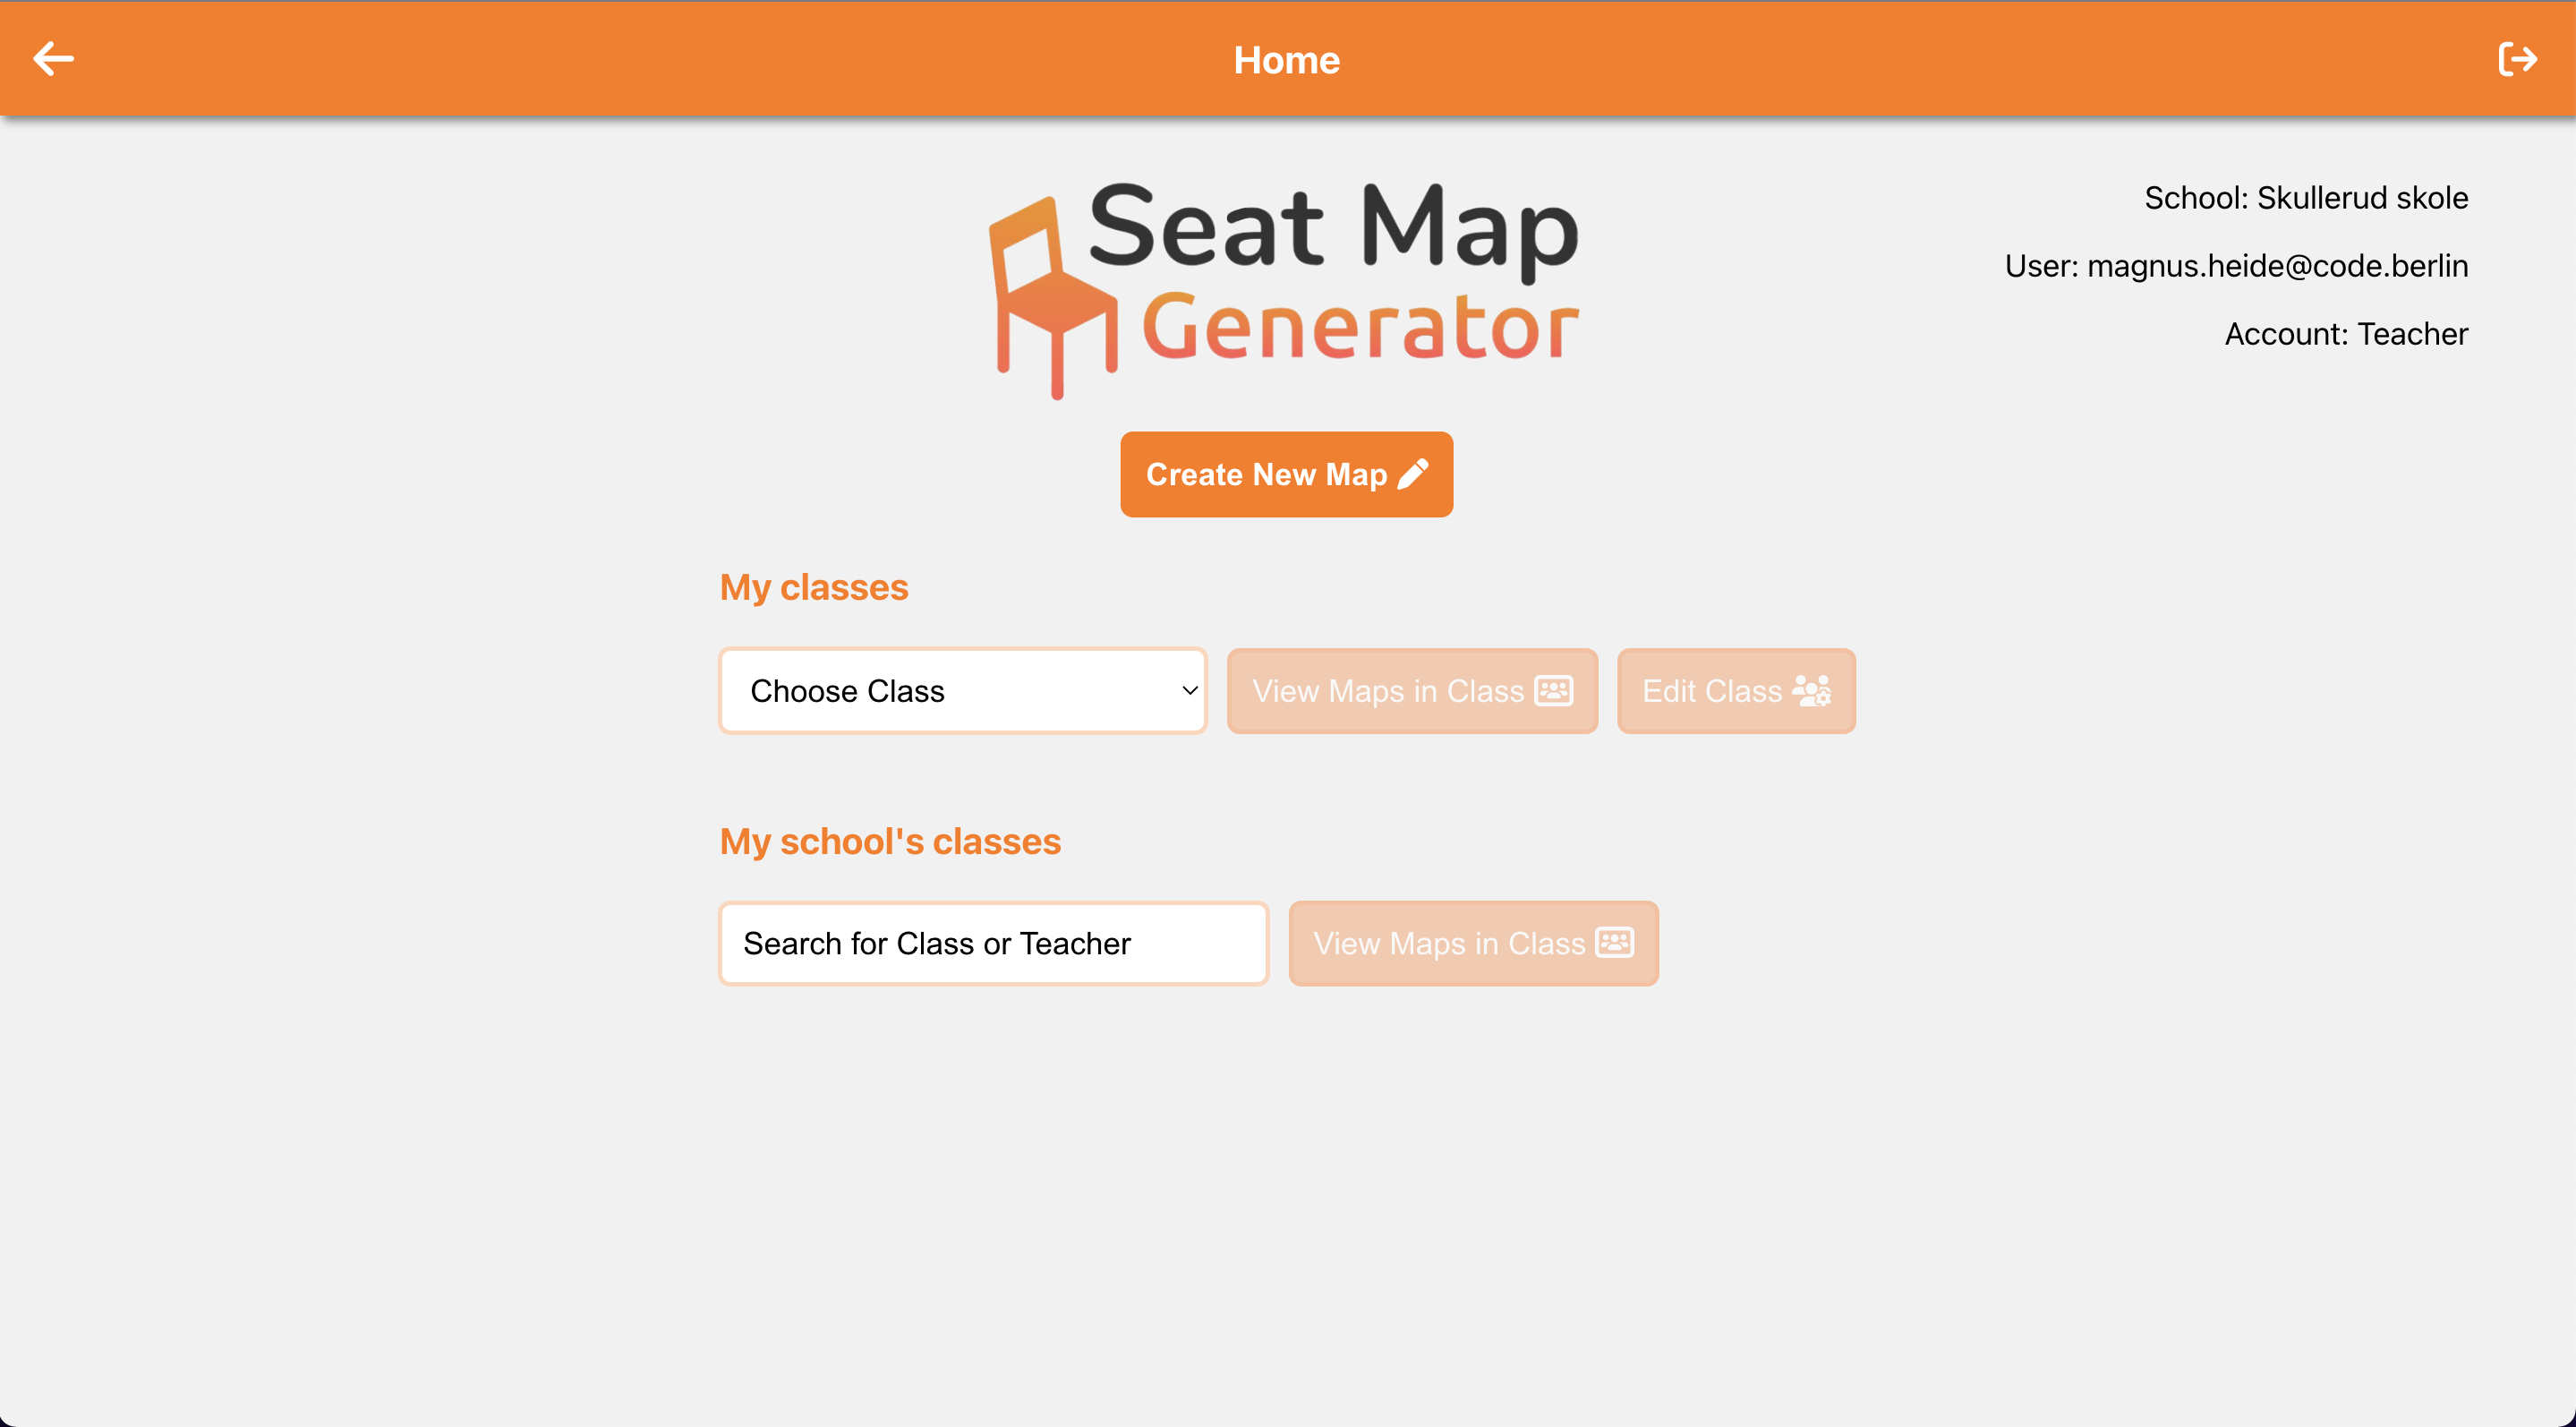 Home
Seat Map
Generator
School: Skullerud skole
User: magnus.heide@code.berlin
Account: Teacher
Create New Map
My classes
Choose Class
View Maps in Class
Edit Class
My school's classes
Search for Class or Teacher
View Maps in Class